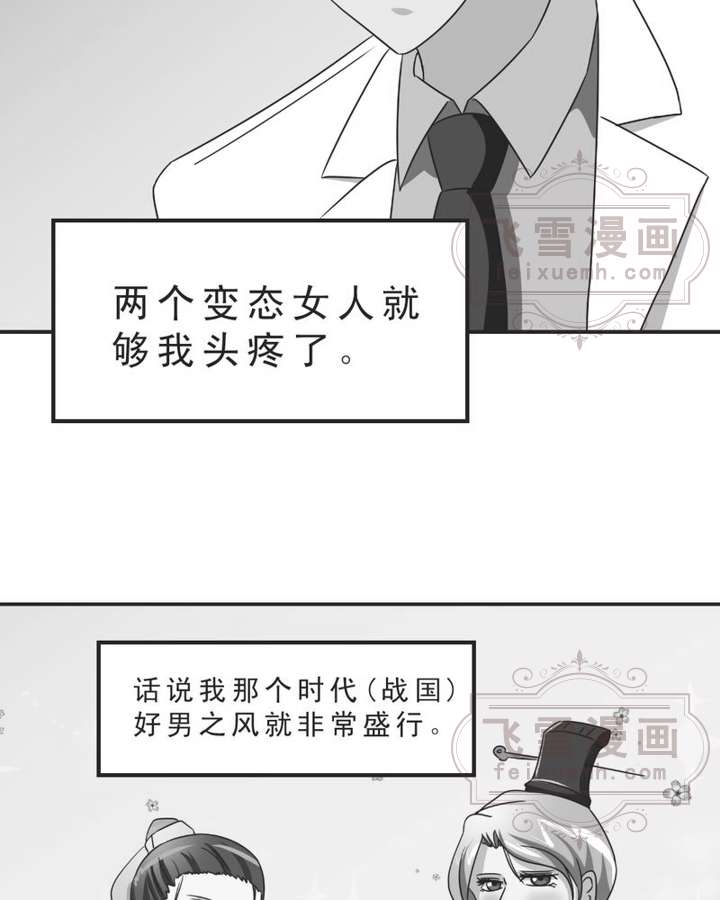 飞雪漫画
feixuemh.com
两个变态女人就
够我头疼了。
话说我那个时代(战国)
好男之风就非常盛行。
飞雪漫画
feixuemh.com